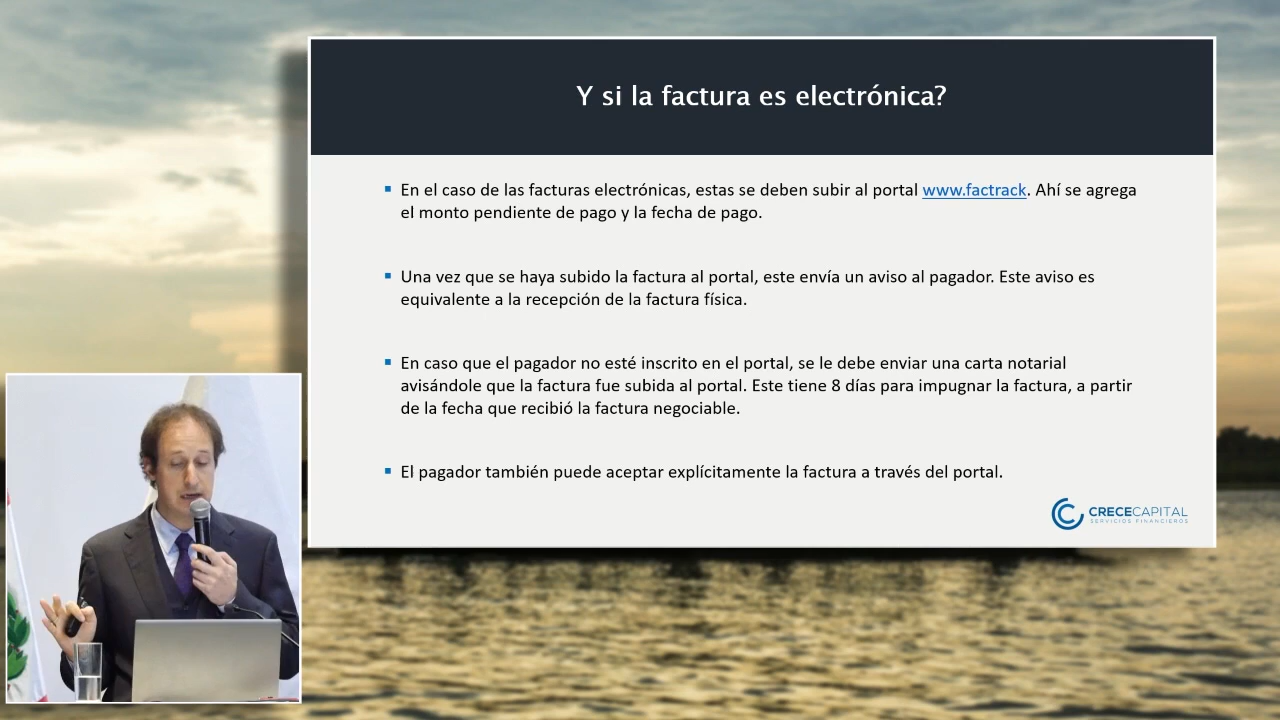 Y si la factura es electrónica?
En el caso de las facturas electrónicas, estas se deben subir al portal www.factrack. Ahí se agrega
el monto pendiente de pago y la fecha de pago.
Una vez que se haya subido la factura al portal, este envía un aviso al pagador. Este aviso es
equivalente a la recepción de la factura física.
En caso que el pagador no esté inscrito en el portal, se le debe enviar una carta notarial
avisándole que la factura fue subida al portal. Este tiene 8 días para impugnar la factura, a partir
de la fecha que recibió la factura negociable.
El pagador también puede aceptar explícitamente la factura a través del portal.
CRECECAPITAL
SERVICIOS FINANCIEROS